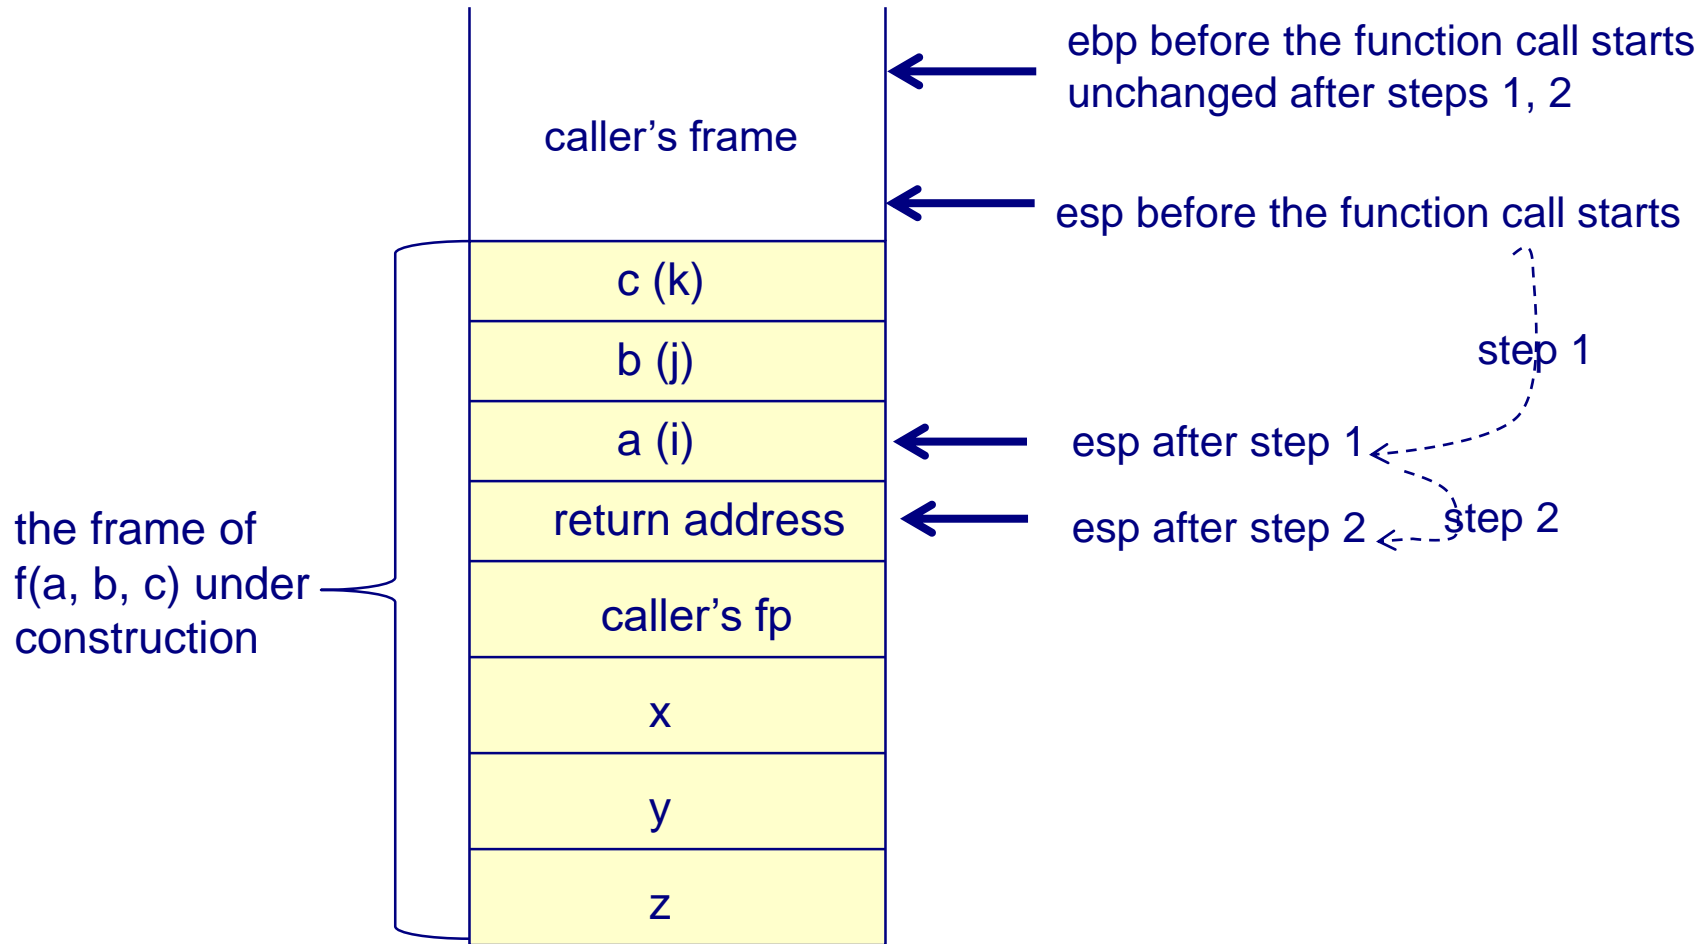 ebp before the function call starts
unchanged after steps 1, 2
caller’s frame
esp before the function call starts
c (k)
b (j)
step 1
a (i)
esp after step 1
return address
esp after step 2
step 2
the frame of
f(a, b, c) under
construction
caller’s fp
x
y
z